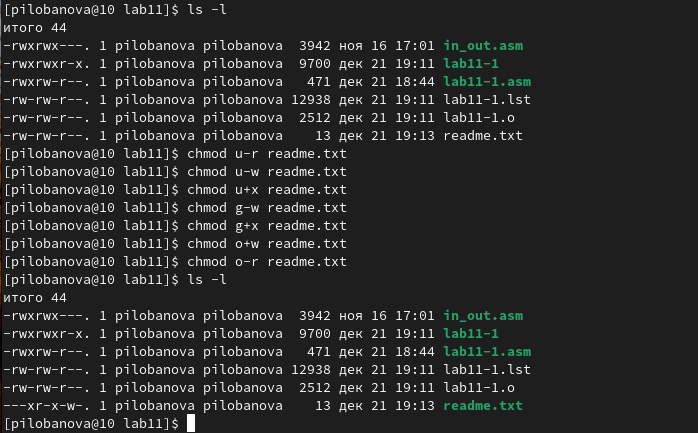 [pilobanova@10 lab11]$ ls -l
итого 44
-rwxrwx---. 1 pilobanova pilobanova  3942 ноя 16 17:01 in_out.asm
-rwxrwxr-x. 1 pilobanova pilobanova  9700 дек 21 19:11 lab11-1
-rwxrw-r--. 1 pilobanova pilobanova   471 дек 21 18:44 lab11-1.asm
-rw-rw-r--. 1 pilobanova pilobanova 12938 дек 21 19:11 lab11-1.lst
-rw-rw-r--. 1 pilobanova pilobanova  2512 дек 21 19:11 lab11-1.o
-rw-rw-r--. 1 pilobanova pilobanova    13 дек 21 19:13 readme.txt
[pilobanova@10 lab11]$ chmod u-r readme.txt
[pilobanova@10 lab11]$ chmod u-w readme.txt
[pilobanova@10 lab11]$ chmod u+x readme.txt
[pilobanova@10 lab11]$ chmod g-w readme.txt
[pilobanova@10 lab11]$ chmod g+x readme.txt
[pilobanova@10 lab11]$ chmod o+w readme.txt
[pilobanova@10 lab11]$ chmod o-r readme.txt
[pilobanova@10 lab11]$ ls -l
итого 44
-rwxrwx---. 1 pilobanova pilobanova  3942 ноя 16 17:01 in_out.asm
-rwxrwxr-x. 1 pilobanova pilobanova  9700 дек 21 19:11 lab11-1
-rwxrw-r--. 1 pilobanova pilobanova   471 дек 21 18:44 lab11-1.asm
-rw-rw-r--. 1 pilobanova pilobanova 12938 дек 21 19:11 lab11-1.lst
-rw-rw-r--. 1 pilobanova pilobanova  2512 дек 21 19:11 lab11-1.o
---xr-x-w-. 1 pilobanova pilobanova    13 дек 21 19:13 readme.txt
[pilobanova@10 lab11]$